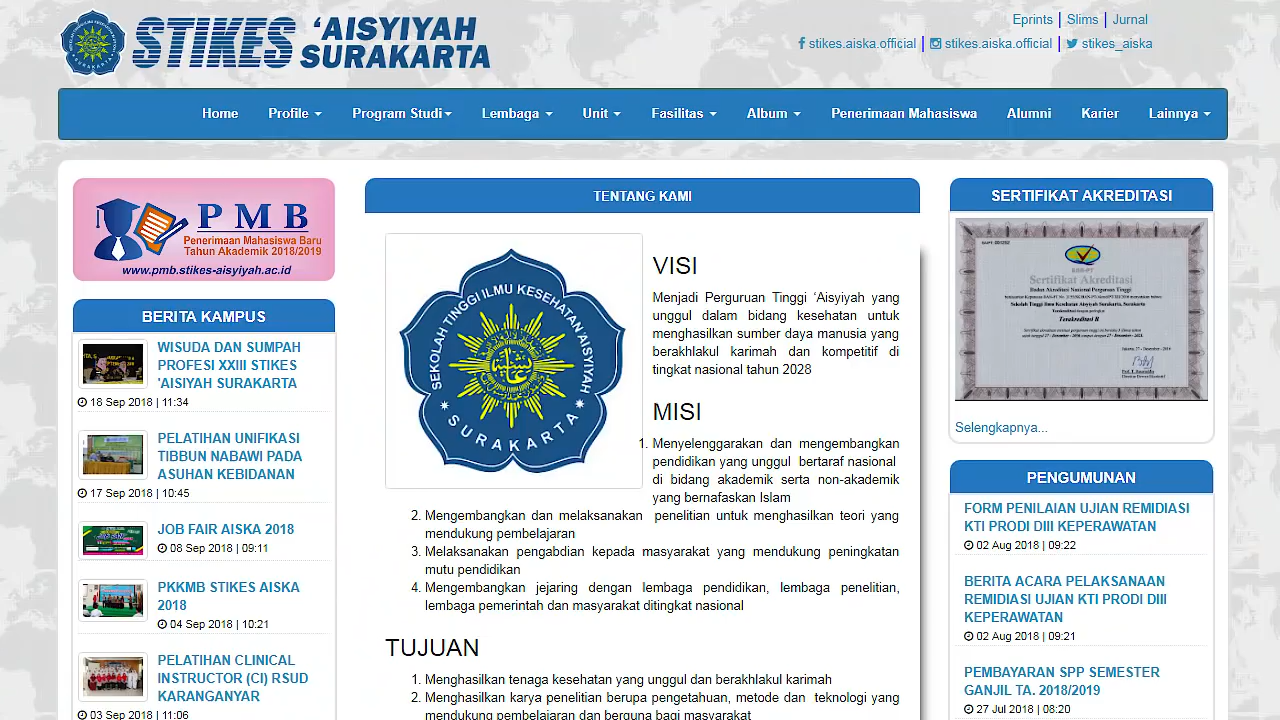 STIKES 'AISYIYAH SURAKARTA
Eprints | Slims | Jurnal
stikes.aiska.official | stikes.aiska.official | stikes_aiska
Home Profile Program Studi Lembaga Unit Fasilitas Album Penerimaan Mahasiswa Alumni Karier Lainnya
PMB
Penerimaan Mahasiswa Baru
Tahun Akademik 2018/2019
www.pmb.stikes-aisyiyah.ac.id
BERITA KAMPUS
WISUDA DAN SUMPAH
PROFESI XXIII STIKES
'AISIYAH SURAKARTA
18 Sep 2018 | 11:34
PELATIHAN UNIFIKASI
TIBBUN NABAWI PADA
ASUHAN KEBIDANAN
17 Sep 2018 | 10:45
JOB FAIR AISKA 2018
08 Sep 2018 | 09:11
PKKMB STIKES AISKA
2018
04 Sep 2018 | 10:21
PELATIHAN CLINICAL
INSTRUCTOR (CI) RSUD
KARANGANYAR
03 Sep 2018 | 11:06
TENTANG KAMI
SEKOLAH TINGGI ILMU KESEHATAN 'AISYIYAH
SURAKARTA
VISI
Menjadi Perguruan Tinggi 'Aisyiyah yang
unggul dalam bidang kesehatan untuk
menghasilkan sumber daya manusia yang
berakhlakul karimah dan kompetitif di
tingkat nasional tahun 2028
MISI
1. Menyelenggarakan dan mengembangkan
pendidikan yang unggul bertaraf nasional
di bidang akademik serta non-akademik
yang bernafaskan Islam
2. Mengembangkan dan melaksanakan penelitian untuk menghasilkan teori yang
mendukung pembelajaran
3. Melaksanakan pengabdian kepada masyarakat yang mendukung peningkatan
mutu pendidikan
4. Mengembangkan jejaring dengan lembaga pendidikan, lembaga penelitian,
lembaga pemerintah dan masyarakat ditingkat nasional
TUJUAN
1. Menghasilkan tenaga kesehatan yang unggul dan berakhlakul karimah
2. Menghasilkan karya penelitian berupa pengetahuan, metode dan teknologi yang
mendukung pembelajaran dan berguna bagi masyarakat
SERTIFIKAT AKREDITASI
Sertifikat Akreditasi
Badan Akreditasi Nasional Perguruan Tinggi
Terakreditasi B
Selengkapnya...
PENGUMUNAN
FORM PENILAIAN UJIAN REMIDIASI
KTI PRODI DIII KEPERAWATAN
02 Aug 2018 | 09:22
BERITA ACARA PELAKSANAAN
REMIDIASI UJIAN KTI PRODI DIII
KEPERAWATAN
02 Aug 2018 | 09:21
PEMBAYARAN SPP SEMESTER
GANJIL TA. 2018/2019
27 Jul 2018 | 08:20